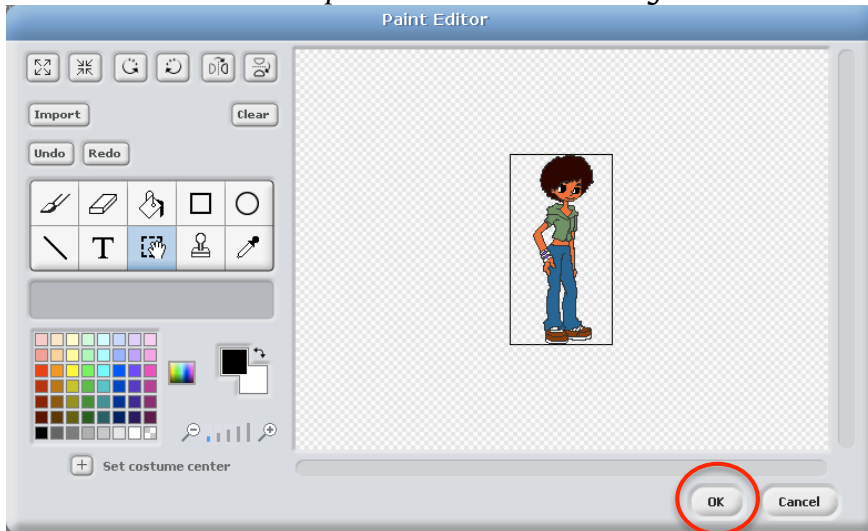 Paint Editor
Import Clear
Undo Redo
T
Set costume center
OK Cancel